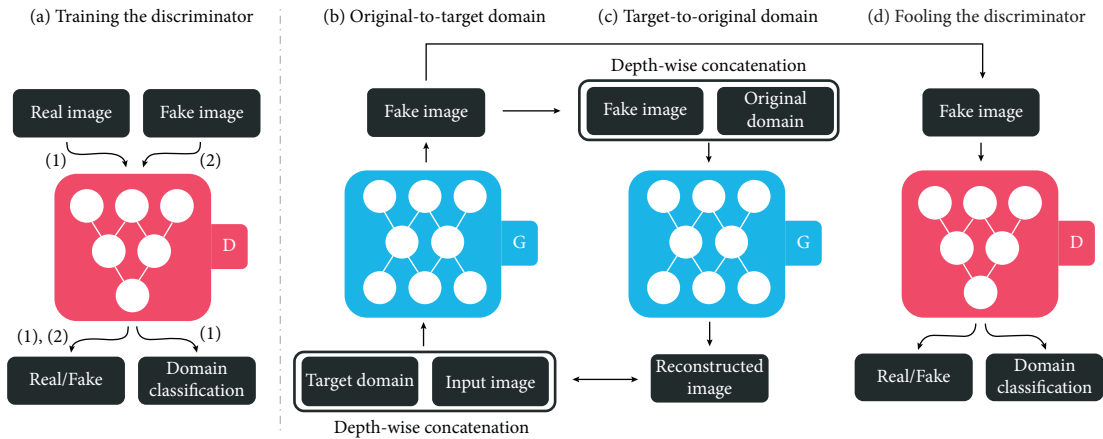 (a) Training the discriminator
(b) Original-to-target domain
(c) Target-to-original domain
(d) Fooling the discriminator
Real image
Fake image
(1)
(2)
D
(1), (2)
(1)
Real/Fake
Domain
classification
Fake image
G
Target domain
Input image
Depth-wise concatenation
Depth-wise concatenation
Fake image
Original
domain
G
Reconstructed
image
Fake image
D
Real/Fake
Domain
classification